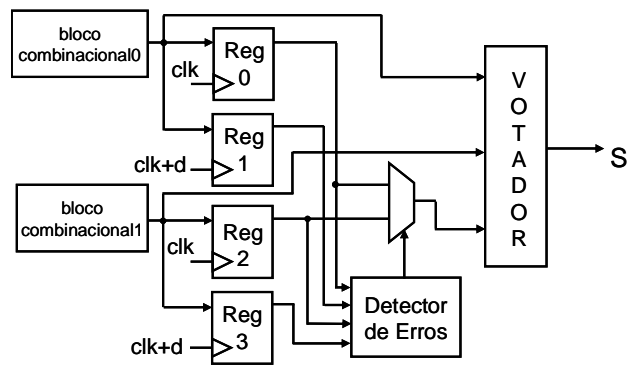 bloco
combinacional0
clk
Reg
0
clk+d
Reg
1
bloco
combinacional1
clk
Reg
2
clk+d
Reg
3
Detector
de Erros
V
O
T
A
D
O
R
S